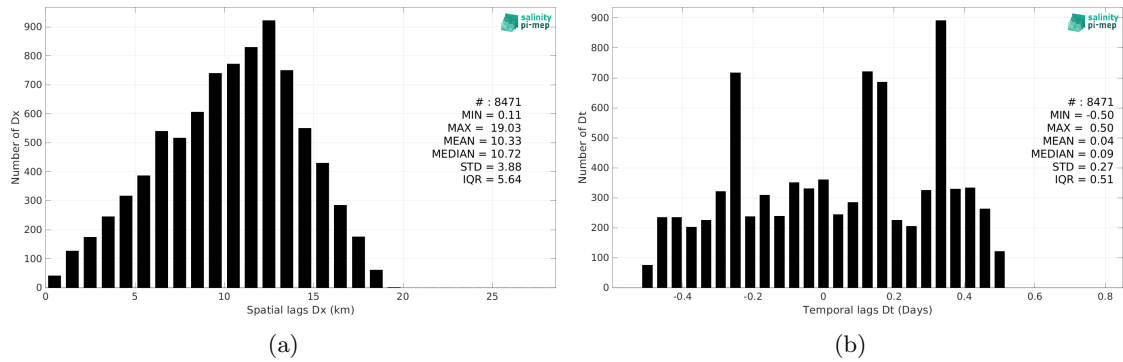 salinity
pi-mep
900
800
700
600
500
400
300
200
100
0
Number of Dx
# : 8471
MIN = 0.11
MAX = 19.03
MEAN = 10.33
MEDIAN = 10.72
STD = 3.88
IQR = 5.64
0 5 10 15 20 25
Spatial lags Dx (km)
(a)
salinity
pi-mep
900
800
700
600
500
400
300
200
100
0
Number of Dt
# : 8471
MIN = -0.50
MAX = 0.50
MEAN = 0.04
MEDIAN = 0.09
STD = 0.27
IQR = 0.51
-0.4 -0.2 0 0.2 0.4 0.6 0.8
Temporal lags Dt (Days)
(b)